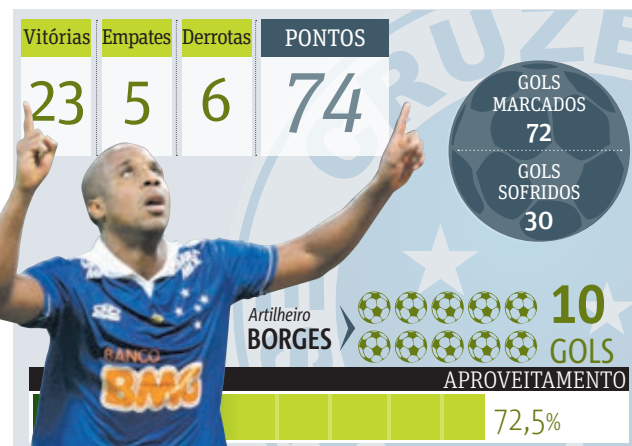 Vitórias Empates Derrotas PONTOS
23 5 6 74
GOLS
MARCADOS
72
GOLS
SOFRIDOS
30
CRUZE
Artilheiro
BORGES
10
GOLS
BANCO
BMG
APROVEITAMENTO
72,5%